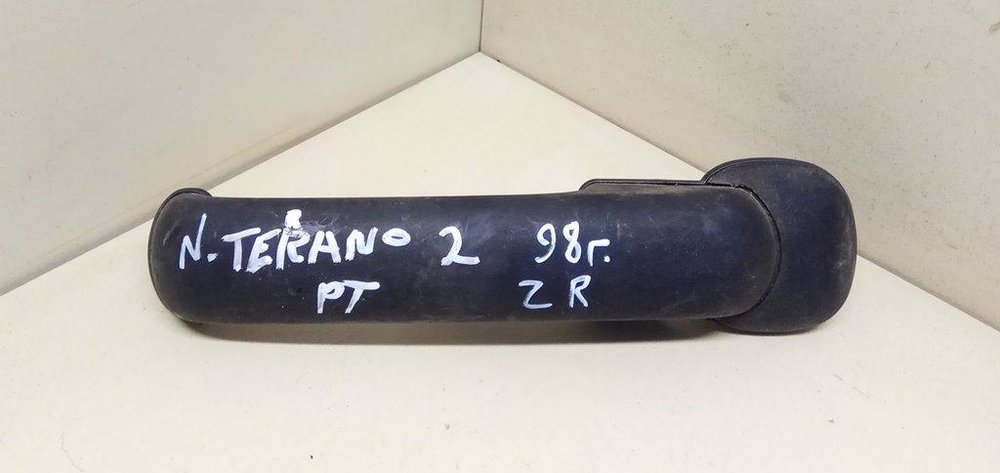 N. TERANO 2 98г.
PT ZR